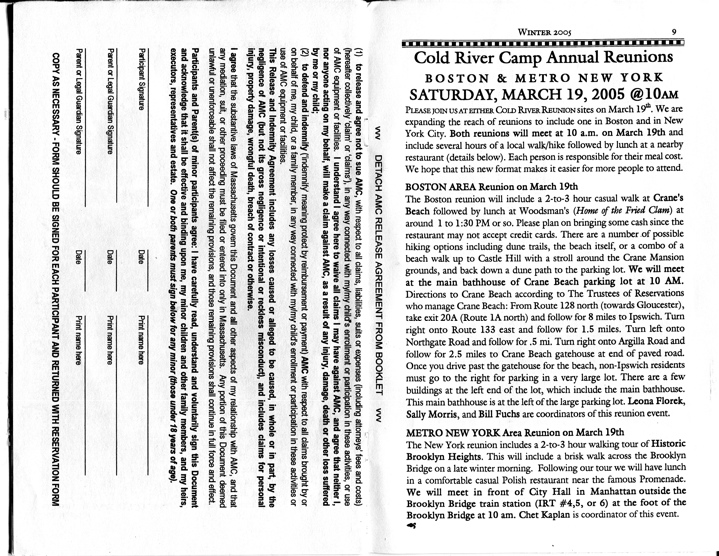 vvv DETACH AMC RELEASE AGREEMENT FROM BOOKLET vvv
(1) to release and agree not to sue AMC, with respect to all claims, liabilities, suits or expenses (including attorneys' fees and costs)
(hereafter collectively 'claim' or 'claims'), in any way connected with my/my child's enrollment or participation in these activities, or use
of AMC equipment or facilities. I understand I agree here to waive all claims I may have against AMC, and agree that neither I,
nor anyone acting on my behalf, will make a claim against AMC, as a result of any injury, damage, death or other loss suffered
by me or my child;
(2) to defend and indemnify ('indemnify' meaning protect by reimbursement or payment) AMC with respect to all claims brought by or
on behalf of me, my child, or a family member, in any way connected with my/my child's enrollment or participation in these activities or
use of AMC equipment or facilities.
This Release and Indemnity Agreement includes any losses caused or alleged to be caused, in whole or in part, by the
negligence of AMC (but not its gross negligence or intentional or reckless misconduct), and includes claims for personal
injury, property damage, wrongful death, breach of contract or otherwise.
I agree that the substantive laws of Massachusetts govern this Document and all other aspects of my relationship with AMC, and that
any mediation, suit, or other proceeding must be filed or entered into only in Massachusetts. Any portion of this Document deemed
unlawful or unenforceable shall not affect the remaining provisions, and those remaining provisions shall continue in full force and effect.
Participants and Parent(s) of minor participants agree: I have carefully read, understand and voluntarily sign this Document
and acknowledge that it shall be effective and binding upon me, my minor children and other family members, and my heirs,
executors, representatives and estate. One or both parents must sign below for any minor (those under 18 years of age).
Participant Signature Date Print name here
Parent or Legal Guardian Signature Date Print name here
Parent or Legal Guardian Signature Date Print name here
COPY AS NECESSARY - FORM SHOULD BE SIGNED FOR EACH PARTICIPANT AND RETURNED WITH RESERVATION FORM
WINTER 2005 9
Cold River Camp Annual Reunions
BOSTON & METRO NEW YORK
SATURDAY, MARCH 19, 2005 @10AM
PLEASE JOIN US AT EITHER COLD RIVER REUNION sites on March 19th. We are
expanding the reach of reunions to include one in Boston and in New
York City. Both reunions will meet at 10 a.m. on March 19th and
include several hours of a local walk/hike followed by lunch at a nearby
restaurant (details below). Each person is responsible for their meal cost.
We hope that this new format makes it easier for more people to attend.
BOSTON AREA Reunion on March 19th
The Boston reunion will include a 2-to-3 hour casual walk at Crane's
Beach followed by lunch at Woodsman's (Home of the Fried Clam) at
around 1 to 1:30 PM or so. Please plan on bringing some cash since the
restaurant may not accept credit cards. There are a number of possible
hiking options including dune trails, the beach itself, or a combo of a
beach walk up to Castle Hill with a stroll around the Crane Mansion
grounds, and back down a dune path to the parking lot. We will meet
at the main bathhouse of Crane Beach parking lot at 10 AM.
Directions to Crane Beach according to The Trustees of Reservations
who manage Crane Beach: From Route 128 north (towards Gloucester),
take exit 20A (Route 1A north) and follow for 8 miles to Ipswich. Turn
right onto Route 133 east and follow for 1.5 miles. Turn left onto
Northgate Road and follow for .5 mi. Turn right onto Argilla Road and
follow for 2.5 miles to Crane Beach gatehouse at end of paved road.
Once you drive past the gatehouse for the beach, non-Ipswich residents
must go to the right for parking in a very large lot. There are a few
buildings at the left end of the lot, which include the main bathhouse.
This main bathhouse is at the left of the large parking lot. Leona Florek,
Sally Morris, and Bill Fuchs are coordinators of this reunion event.
METRO NEW YORK Area Reunion on March 19th
The New York reunion includes a 2-to-3 hour walking tour of Historic
Brooklyn Heights. This will include a brisk walk across the Brooklyn
Bridge on a late winter morning. Following our tour we will have lunch
in a comfortable casual Polish restaurant near the famous Promenade.
We will meet in front of City Hall in Manhattan outside the
Brooklyn Bridge train station (IRT #4,5, or 6) at the foot of the
Brooklyn Bridge at 10 am. Chet Kaplan is coordinator of this event.